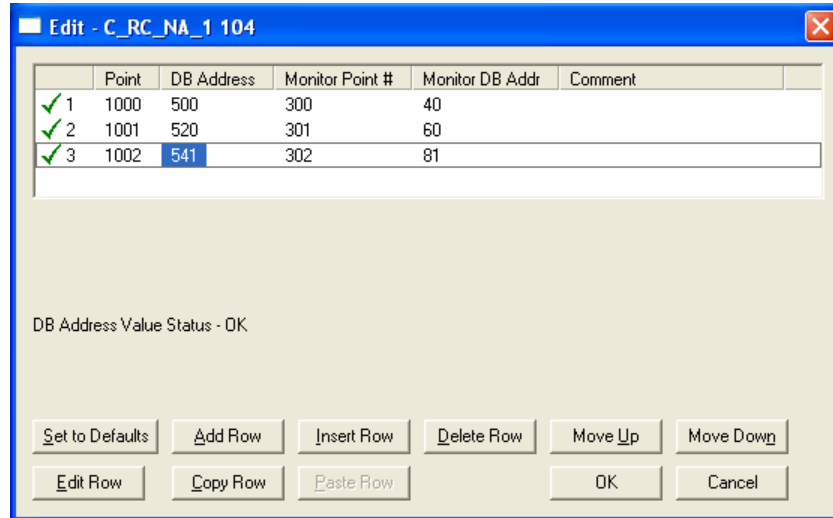 Edit - C_RC_NA_1 104
Point DB Address Monitor Point # Monitor DB Addr Comment
1 1000 500 300 40
2 1001 520 301 60
3 1002 541 302 81
DB Address Value Status - OK
Set to Defaults Add Row Insert Row Delete Row Move Up Move Down
Edit Row Copy Row Paste Row OK Cancel